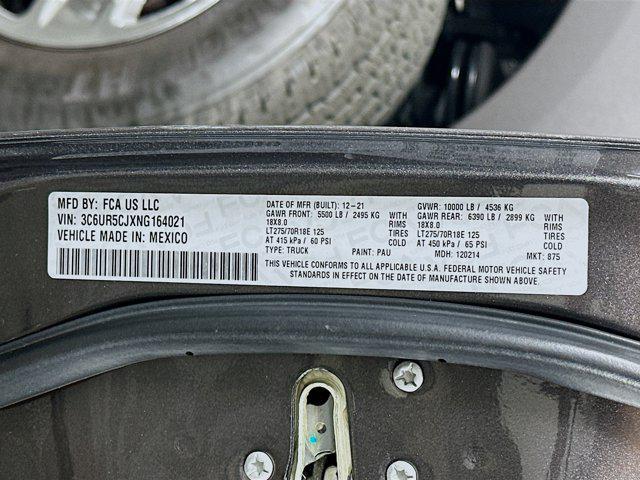 MFD BY: FCA US LLC
VIN: 3C6UR5CJXNG164021
VEHICLE MADE IN: MEXICO
DATE OF MFR (BUILT): 12-21
GAWR FRONT: 5500 LB / 2495 KG WITH
18X8.0 RIMS
LT275/70R18E 125 TIRES
AT 415 kPa / 60 PSI COLD
TYPE: TRUCK PAINT: PAU
GVWR: 10000 LB / 4536 KG
GAWR REAR: 6390 LB / 2899 KG WITH
18X8.0 RIMS
LT275/70R18E 125 TIRES
AT 450 kPa / 65 PSI COLD
MDH: 120214 MKT: 875
THIS VEHICLE CONFORMS TO ALL APPLICABLE U.S.A. FEDERAL MOTOR VEHICLE SAFETY
STANDARDS IN EFFECT ON THE DATE OF MANUFACTURE SHOWN ABOVE.